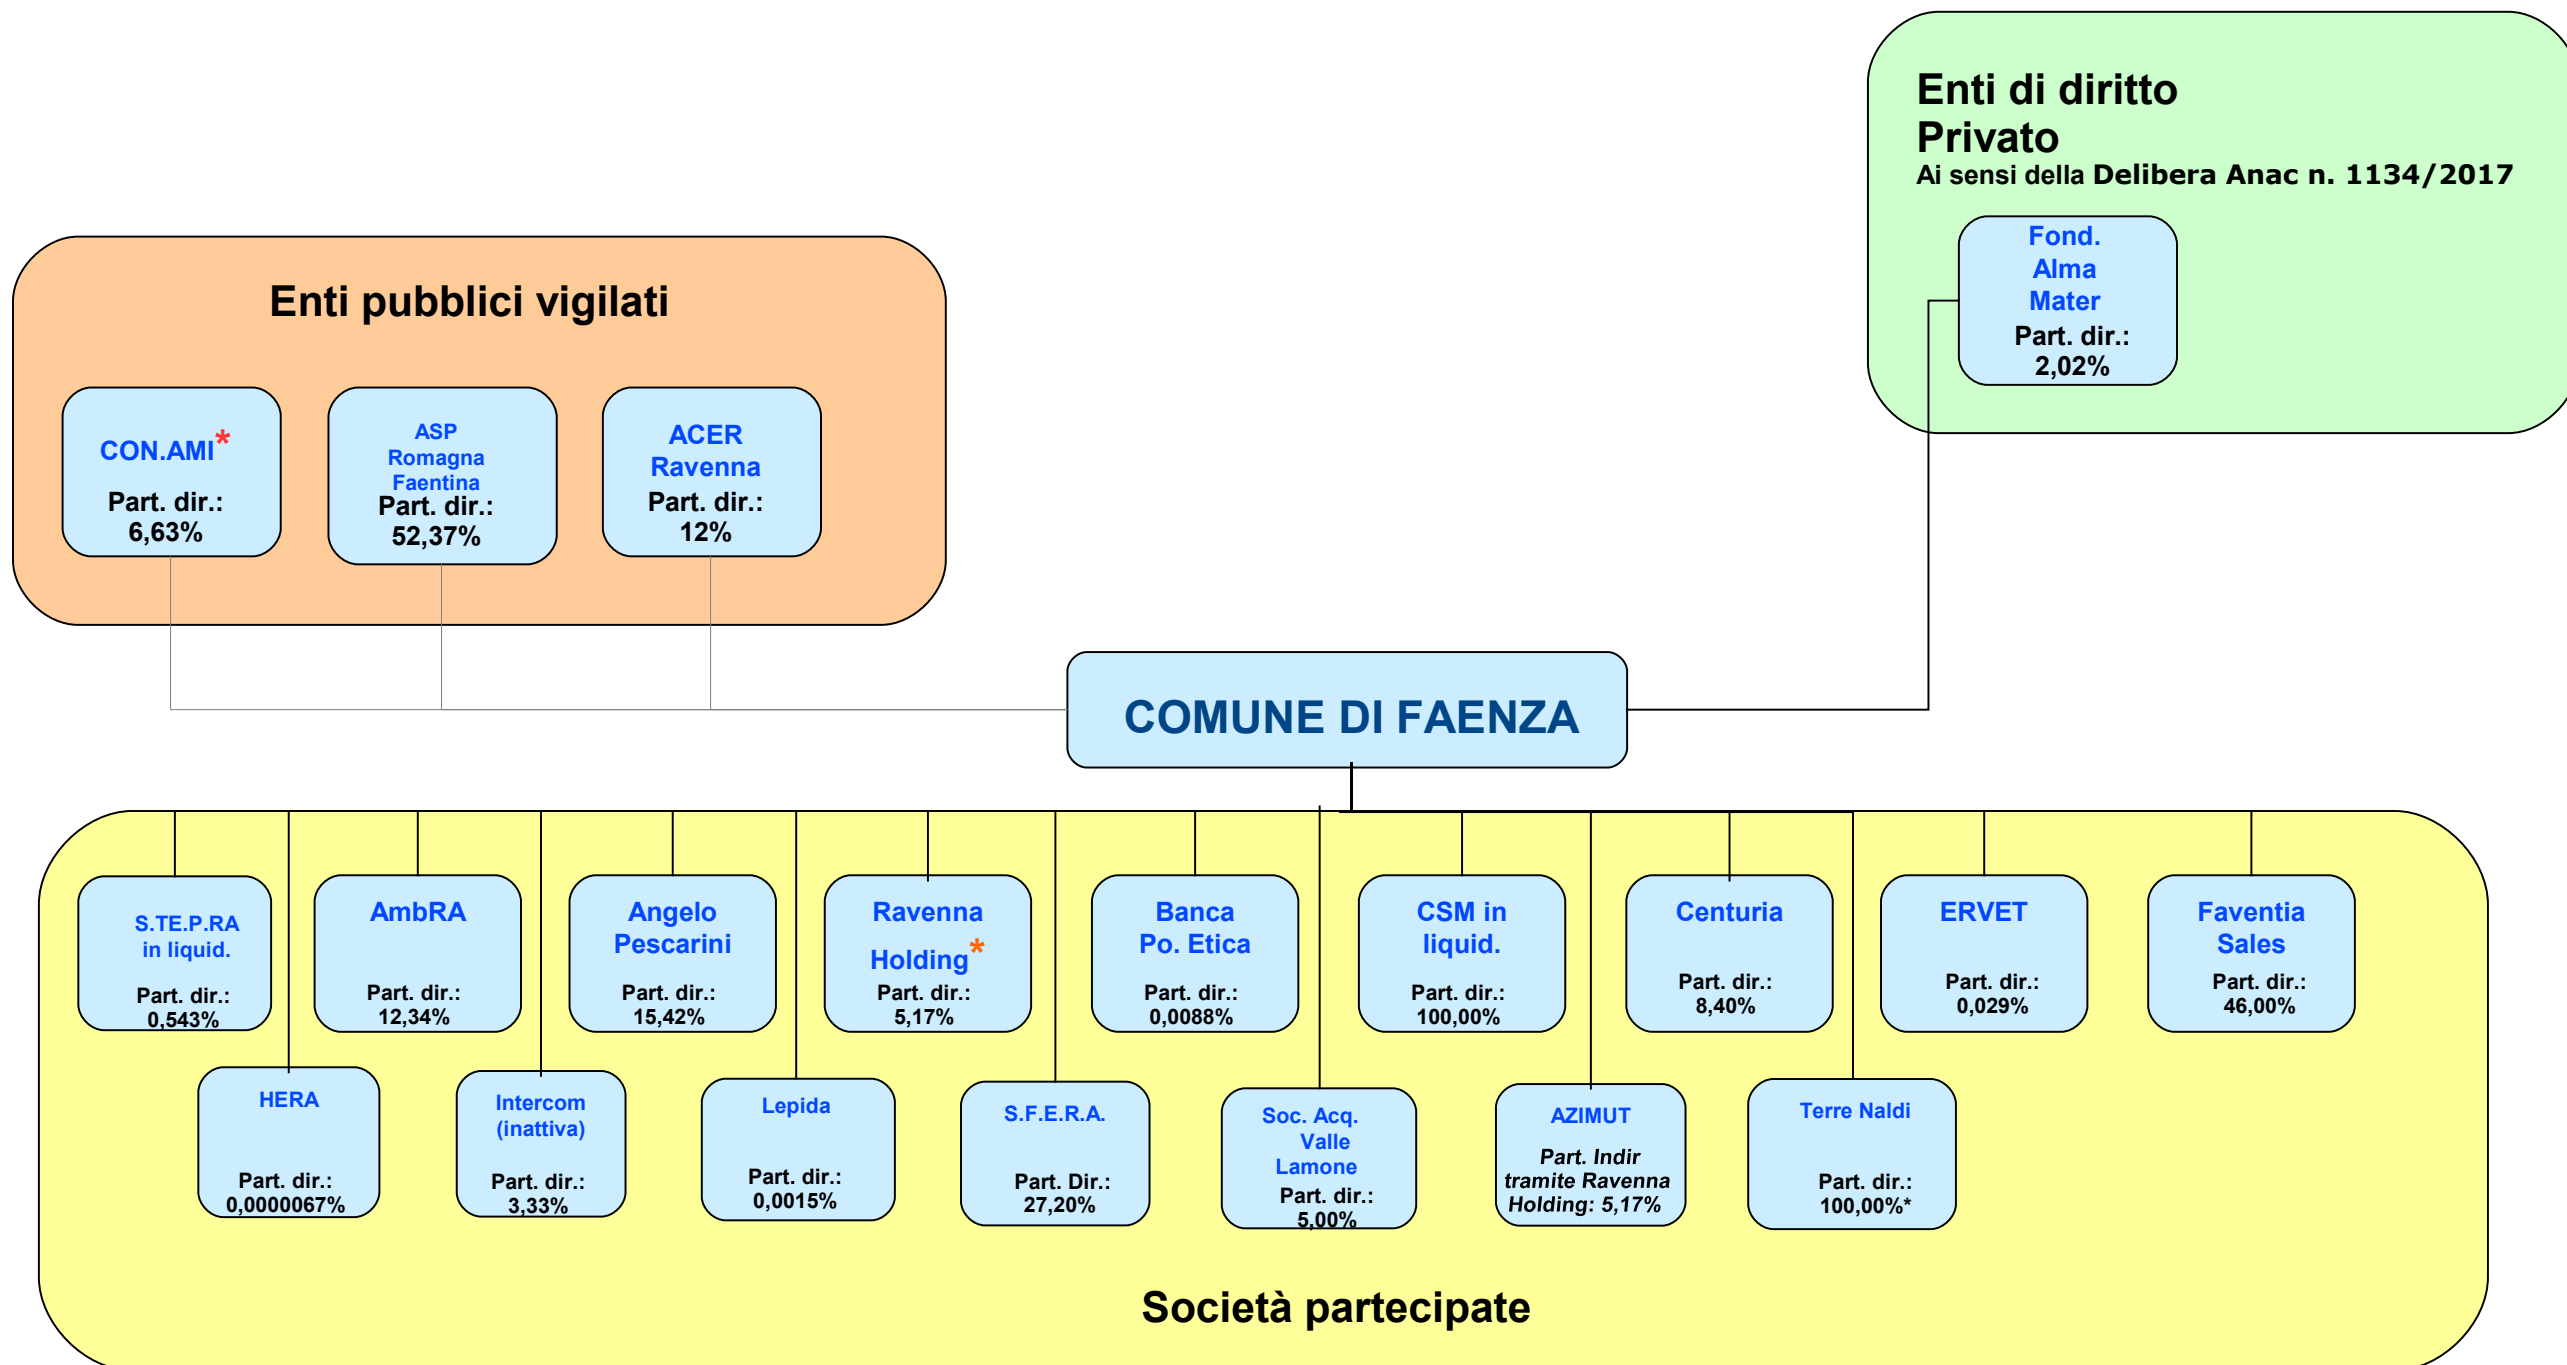 Enti di diritto
Privato
Ai sensi della Delibera Anac n. 1134/2017
Fond.
Alma
Mater
Part. dir.:
2,02%
Enti pubblici vigilati
CON.AMI*
Part. dir.:
6,63%
ASP
Romagna
Faentina
Part. dir.:
52,37%
ACER
Ravenna
Part. dir.:
12%
COMUNE DI FAENZA
S.TE.P.RA
in liquid.
Part. dir.:
0,543%
AmbRA
Part. dir.:
12,34%
Angelo
Pescarini
Part. dir.:
15,42%
Ravenna
Holding*
Part. dir.:
5,17%
Banca
Po. Etica
Part. dir.:
0,0088%
CSM in
liquid.
Part. dir.:
100,00%
Centuria
Part. dir.:
8,40%
ERVET
Part. dir.:
0,029%
Faventia
Sales
Part. dir.:
46,00%
HERA
Part. dir.:
0,0000067%
Intercom
(inattiva)
Part. dir.:
3,33%
Lepida
Part. dir.:
0,0015%
S.F.E.R.A.
Part. Dir.:
27,20%
Soc. Acq.
Valle
Lamone
Part. dir.:
5,00%
AZIMUT
Part. Indir
tramite Ravenna
Holding: 5,17%
Terre Naldi
Part. dir.:
100,00%*
Società partecipate